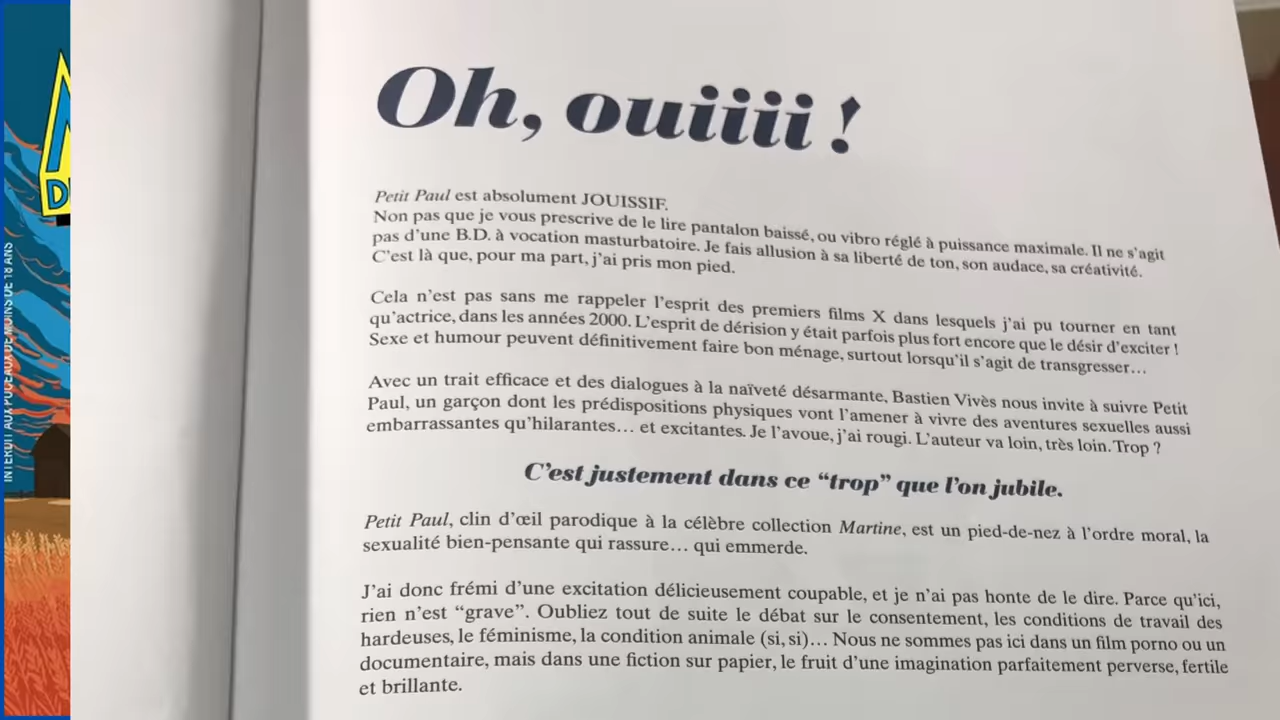 INTERDIT AUX PUCEAUX DE MOINS DE 18 ANS
Oh, ouiiii !
Petit Paul est absolument JOUISSIF.
Non pas que je vous prescrive de le lire pantalon baissé, ou vibro réglé à puissance maximale. Il ne s’agit
pas d’une B.D. à vocation masturbatoire. Je fais allusion à sa liberté de ton, son audace, sa créativité.
C’est là que, pour ma part, j’ai pris mon pied.
Cela n’est pas sans me rappeler l’esprit des premiers films X dans lesquels j’ai pu tourner en tant
qu’actrice, dans les années 2000. L’esprit de dérision y était parfois plus fort encore que le désir d’exciter !
Sexe et humour peuvent définitivement faire bon ménage, surtout lorsqu’il s’agit de transgresser…
Avec un trait efficace et des dialogues à la naïveté désarmante, Bastien Vivès nous invite à suivre Petit
Paul, un garçon dont les prédispositions physiques vont l’amener à vivre des aventures sexuelles aussi
embarrassantes qu’hilarantes… et excitantes. Je l’avoue, j’ai rougi. L’auteur va loin, très loin. Trop ?
C’est justement dans ce “trop” que l’on jubile.
Petit Paul, clin d’œil parodique à la célèbre collection Martine, est un pied-de-nez à l’ordre moral, la
sexualité bien-pensante qui rassure… qui emmerde.
J’ai donc frémi d’une excitation délicieusement coupable, et je n’ai pas honte de le dire. Parce qu’ici,
rien n’est “grave”. Oubliez tout de suite le débat sur le consentement, les conditions de travail des
hardeuses, le féminisme, la condition animale (si, si)… Nous ne sommes pas ici dans un film porno ou un
documentaire, mais dans une fiction sur papier, le fruit d’une imagination parfaitement perverse, fertile
et brillante.